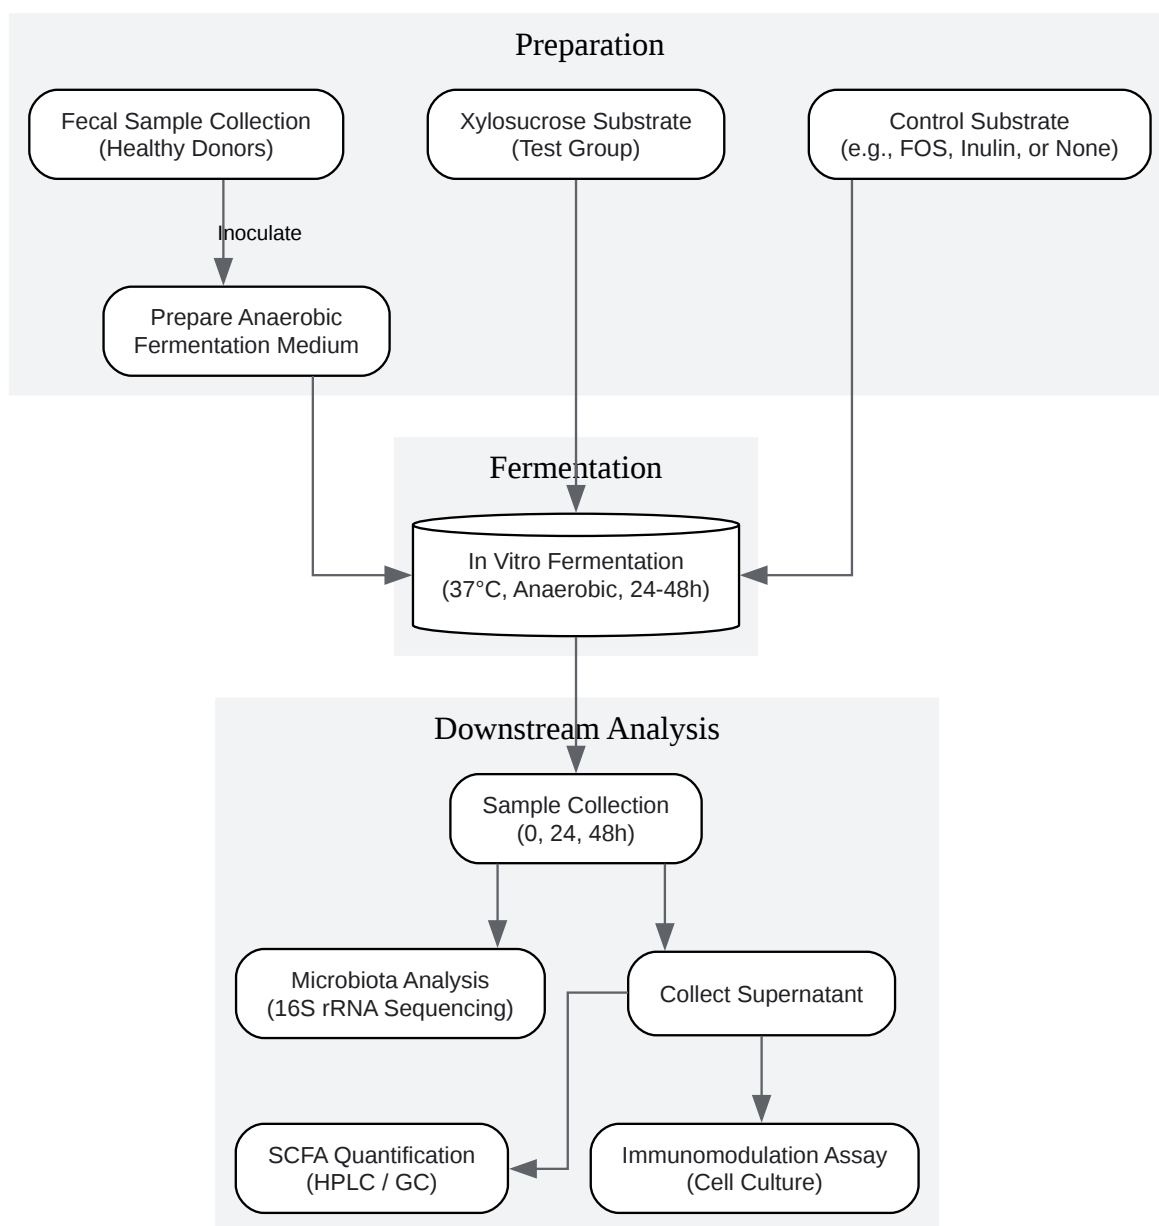 Preparation
Fecal Sample Collection
(Healthy Donors)
Xylosucrose Substrate
(Test Group)
Control Substrate
(e.g., FOS, Inulin, or None)
Inoculate
Prepare Anaerobic
Fermentation Medium
Fermentation
In Vitro Fermentation
(37°C, Anaerobic, 24-48h)
Downstream Analysis
Sample Collection
(0, 24, 48h)
Microbiota Analysis
(16S rRNA Sequencing)
Collect Supernatant
SCFA Quantification
(HPLC / GC)
Immunomodulation Assay
(Cell Culture)